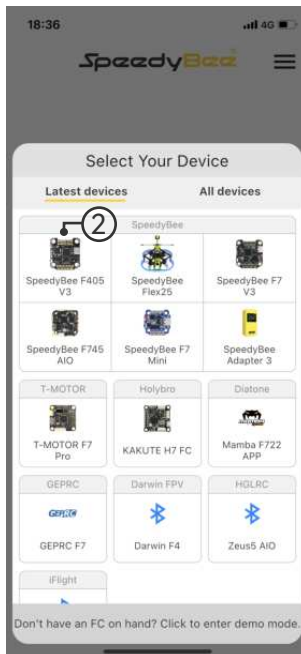 18:36
4G
SpeedyBee
Select Your Device
Latest devices
All devices
2
SpeedyBee
SpeedyBee F405 V3
SpeedyBee Flex25
SpeedyBee F7 V3
SpeedyBee F745 AIO
SpeedyBee F7 Mini
SpeedyBee Adapter 3
T-MOTOR
Holybro
Diatone
T-MOTOR F7 Pro
KAKUTE H7 FC
Mamba F722 APP
GEPRC
Darwin FPV
HGLRC
GEPRC
GEPRC F7
Darwin F4
Zeus5 AIO
iFlight
Don't have an FC on hand? Click to enter demo mode.